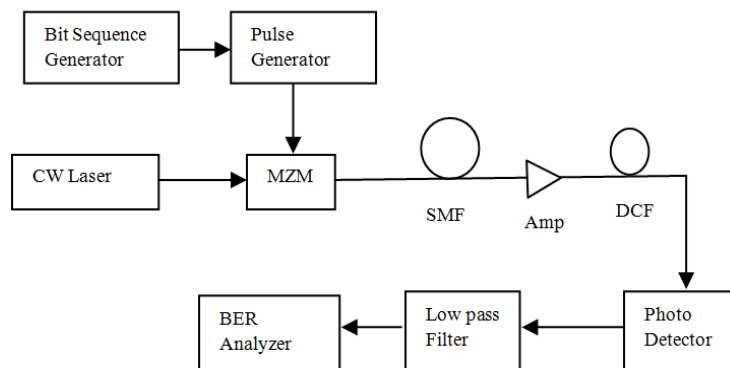 Bit Sequence
Generator
Pulse
Generator
CW Laser
MZM
SMF
Amp
DCF
BER
Analyzer
Low pass
Filter
Photo
Detector